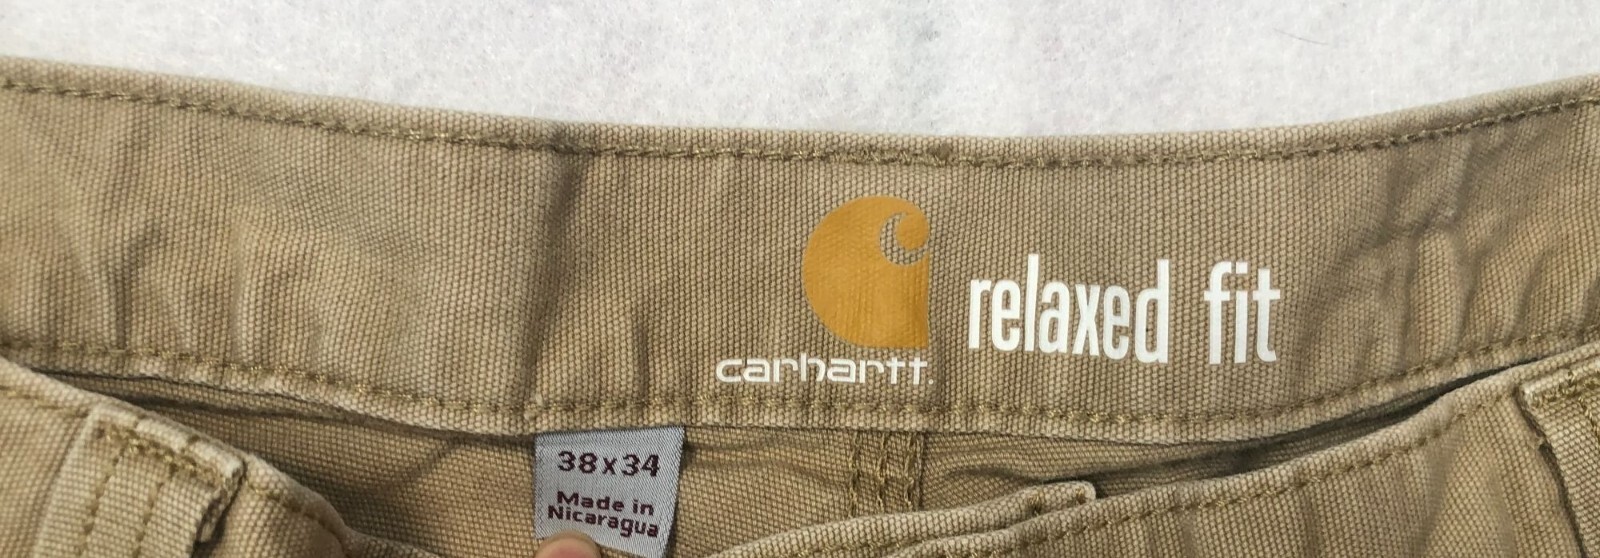 carhartt.
relaxed fit
38x34
Made in
Nicaragua